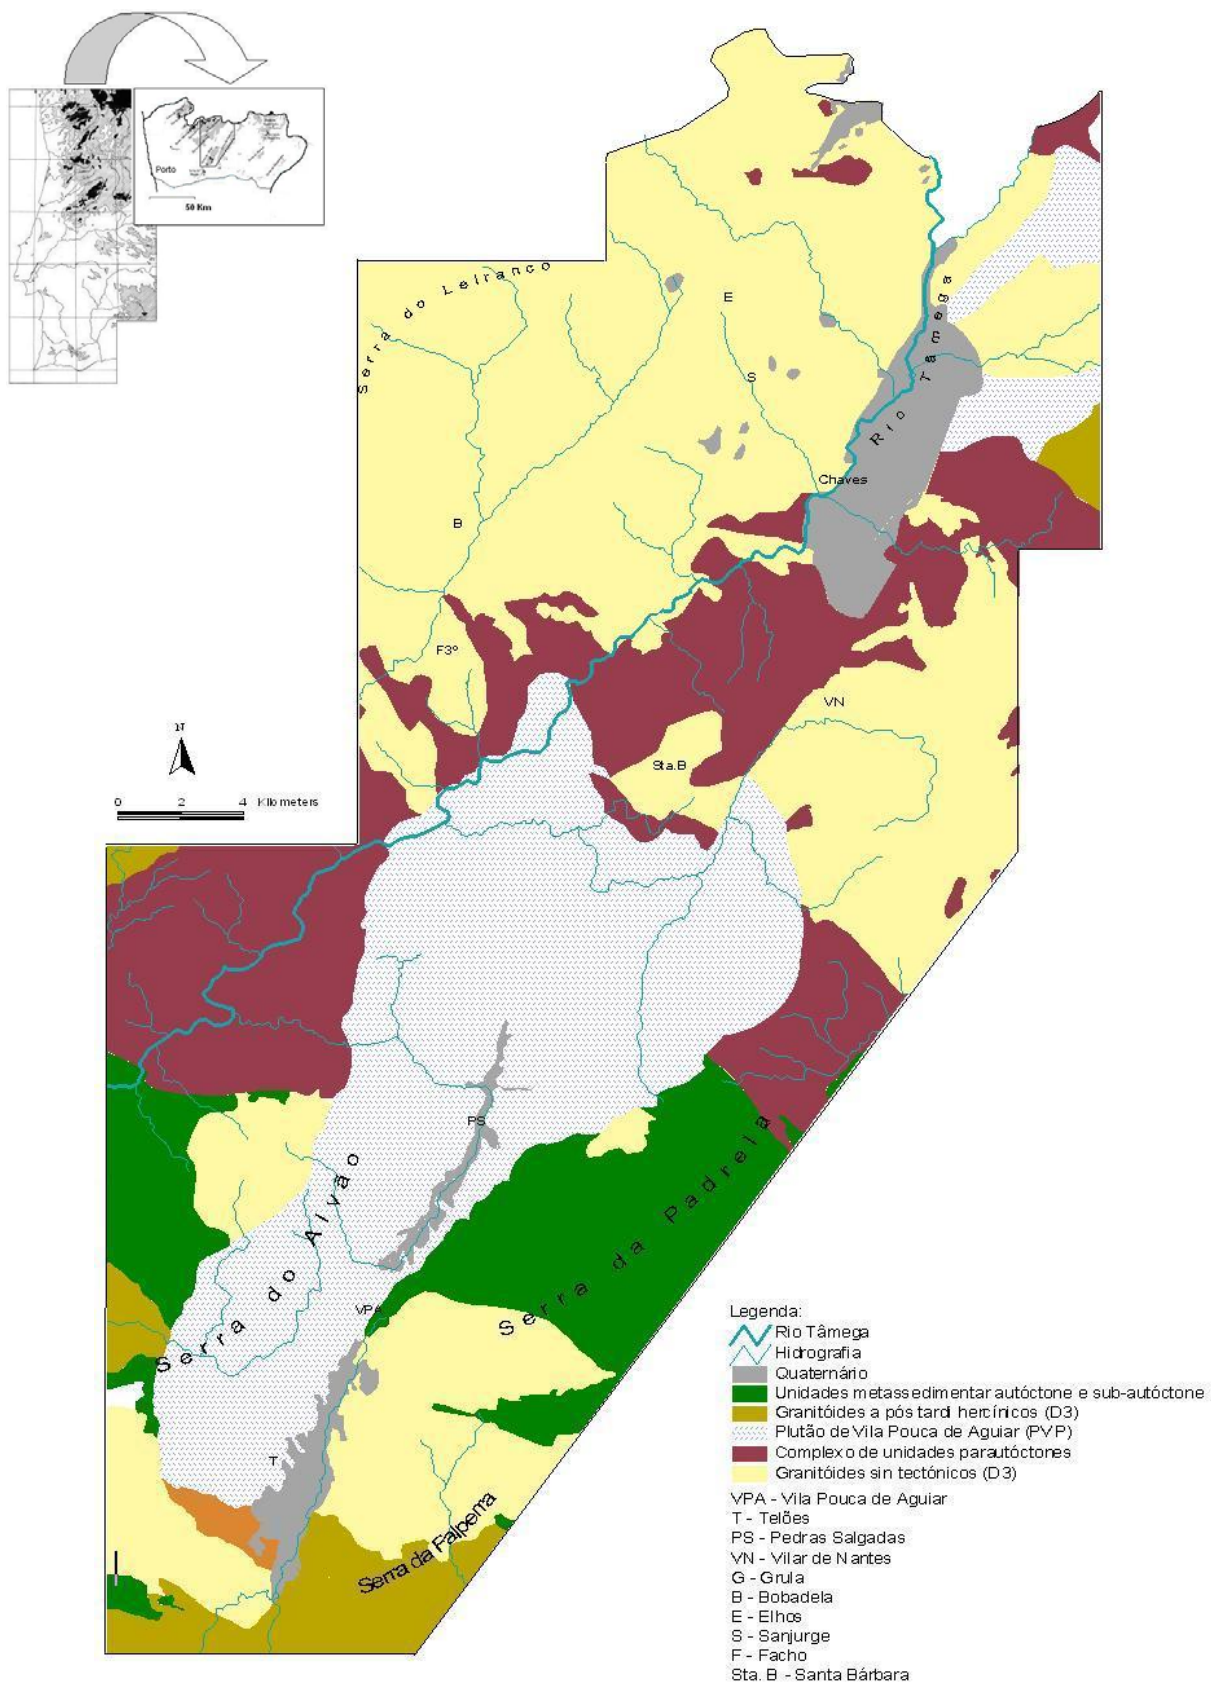 Porto
50 Km
Serra do Leiranco
E
Rio Tamega
S
Chaves
B
F3º
VN
N
Sta.B
0 2 4 Kilometers
PS
Serra do Alvão
Serra da Padrela
VPA
T
Serra da Falperra
Legenda:
Rio Tâmega
Hidrografia
Quaternário
Unidades metassedimentar autóctone e sub-autóctone
Granitóides a pós tardi hercínicos (D3)
Plutão de Vila Pouca de Aguiar (PVP)
Complexo de unidades parautóctones
Granitóides sin tectónicos (D3)
VPA - Vila Pouca de Aguiar
T - Telões
PS - Pedras Salgadas
VN - Vilar de Nantes
G - Grula
B - Bobadela
E - Elhos
S - Sanjurge
F - Facho
Sta. B - Santa Bárbara